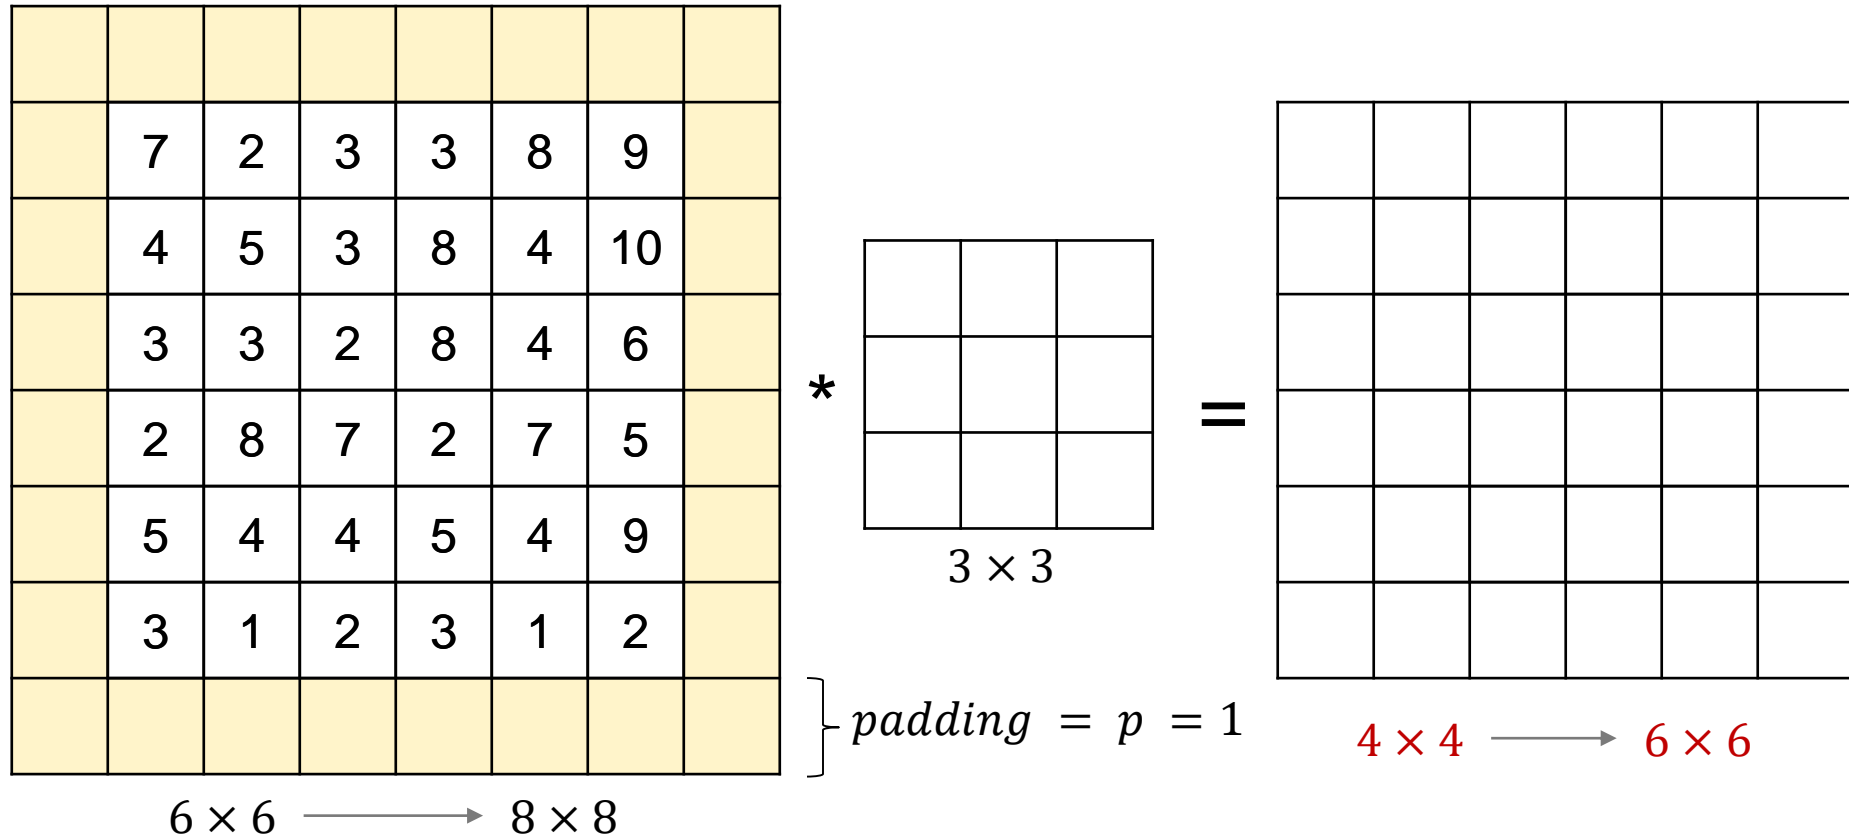 7 2 3 3 8 9
4 5 3 8 4 10
3 3 2 8 4 6
2 8 7 2 7 5
5 4 4 5 4 9
3 1 2 3 1 2
6 × 6 → 8 × 8
*
3 × 3
padding = p = 1
=
4 × 4 → 6 × 6